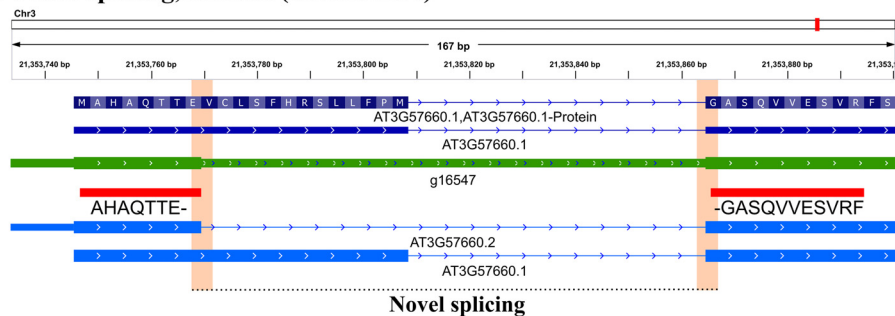 Chr3
167 bp
21,353,740 bp 21,353,760 bp 21,353,780 bp 21,353,800 bp 21,353,820 bp 21,353,840 bp 21,353,860 bp 21,353,880 bp
M A H A Q T T E V C L S F H R S L L F P M G A S Q V V E S V R F S
AT3G57660.1,AT3G57660.1-Protein
AT3G57660.1
g16547
AHAQTTE- -GASQVVESVRF
AT3G57660.2
AT3G57660.1
Novel splicing